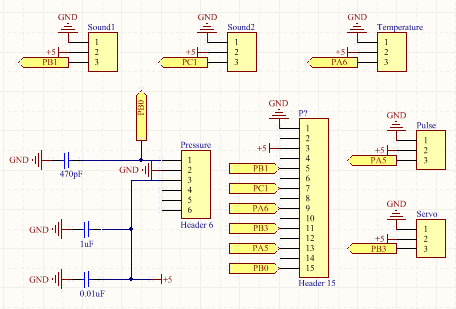 GND Sound1
1
+5 2
PB1 3
GND Sound2
1
+5 2
PC1 3
GND Temperature
1
+5 2
PA6 3
PB0
GND 470pF
Pressure
1
GND 2
3
4
5
6
Header 6
GND 1uF
GND 0.01uF +5
GND P?
1
2
+5 3
4
PB1 5
6
PC1 7
8
PA6 9
10
PB3 11
12
PA5 13
14
PB0 15
Header 15
GND Pulse
1
+5 2
PA5 3
GND Servo
1
+5 2
PB3 3